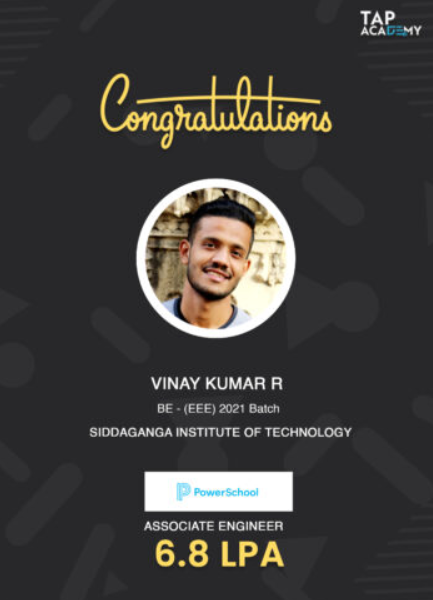 TAP
ACADEMY
Congratulations
VINAY KUMAR R
BE - (EEE) 2021 Batch
SIDDAGANGA INSTITUTE OF TECHNOLOGY
PowerSchool
ASSOCIATE ENGINEER
6.8 LPA